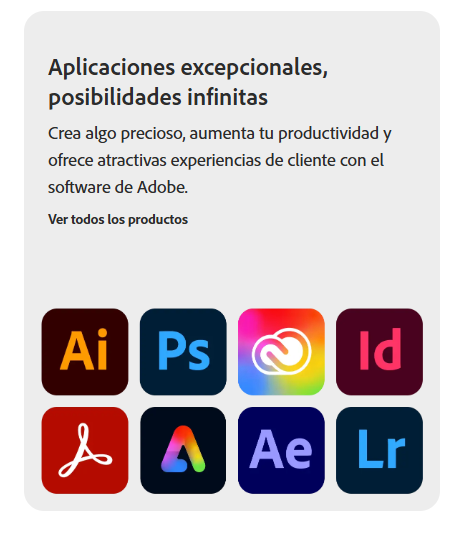 Aplicaciones excepcionales,
posibilidades infinitas
Crea algo precioso, aumenta tu productividad y
ofrece atractivas experiencias de cliente con el
software de Adobe.
Ver todos los productos
Ai Ps Id
Ae Lr